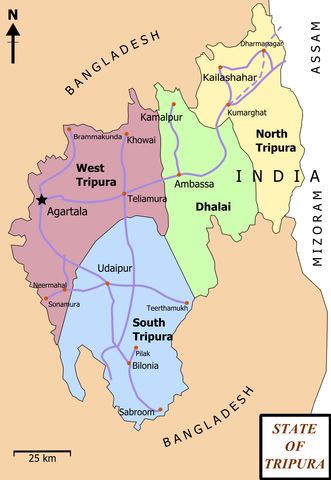 N
BANGLADESH
ASSAM
Dharmanagar
Kailashahar
Kamalpur
Kumarghat
Brammakunda
Khowai
North
Tripura
West
Tripura
INDIA
Ambassa
Teliamura
Agartala
Dhalai
MIZORAM
Udaipur
Neermahal
Sonamura
Teerthamukh
South
Tripura
Pilak
Bilonia
Sabroom
BANGLADESH
25 km
STATE
OF
TRIPURA